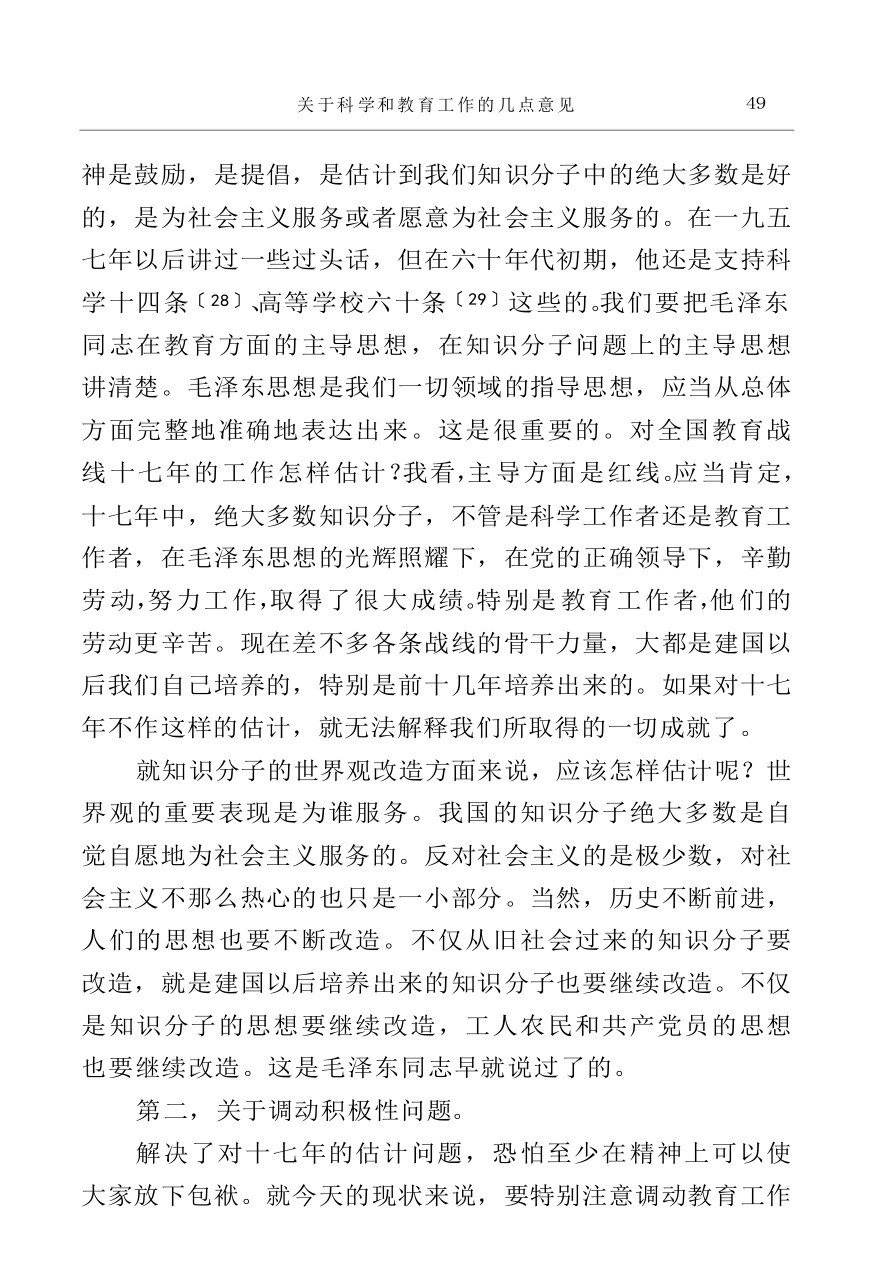 关于科学和教育工作的几点意见 49
神是鼓励，是提倡，是估计到我们知识分子中的绝大多数是好
的，是为社会主义服务或者愿意为社会主义服务的。在一九五
七年以后讲过一些过头话，但在六十年代初期，他还是支持科
学十四条〔28〕、高等学校六十条〔29〕这些的。我们要把毛泽东
同志在教育方面的主导思想，在知识分子问题上的主导思想
讲清楚。毛泽东思想是我们一切领域的指导思想，应当从总体
方面完整地准确地表达出来。这是很重要的。对全国教育战
线十七年的工作怎样估计？我看，主导方面是红线。应当肯定，
十七年中，绝大多数知识分子，不管是科学工作者还是教育工
作者，在毛泽东思想的光辉照耀下，在党的正确领导下，辛勤
劳动，努力工作，取得了很大成绩。特别是教育工作者，他们的
劳动更辛苦。现在差不多各条战线的骨干力量，大都是建国以
后我们自己培养的，特别是前十几年培养出来的。如果对十七
年不作这样的估计，就无法解释我们所取得的一切成就了。
就知识分子的世界观改造方面来说，应该怎样估计呢？世
界观的重要表现是为谁服务。我国的知识分子绝大多数是自
觉自愿地为社会主义服务的。反对社会主义的是极少数，对社
会主义不那么热心的也只是一小部分。当然，历史不断前进，
人们的思想也要不断改造。不仅从旧社会过来的知识分子要
改造，就是建国以后培养出来的知识分子也要继续改造。不仅
是知识分子的思想要继续改造，工人农民和共产党员的思想
也要继续改造。这是毛泽东同志早就说过了的。
第二，关于调动积极性问题。
解决了对十七年的估计问题，恐怕至少在精神上可以使
大家放下包袱。就今天的现状来说，要特别注意调动教育工作